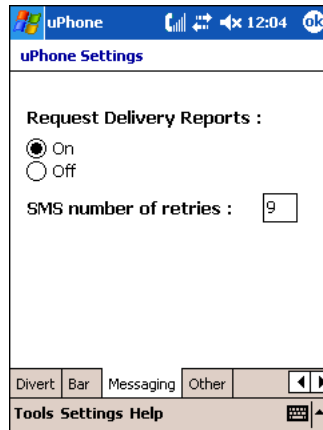 uPhone 12:04 ok
uPhone Settings
Request Delivery Reports :
On
Off
SMS number of retries : 9
Divert Bar Messaging Other
Tools Settings Help